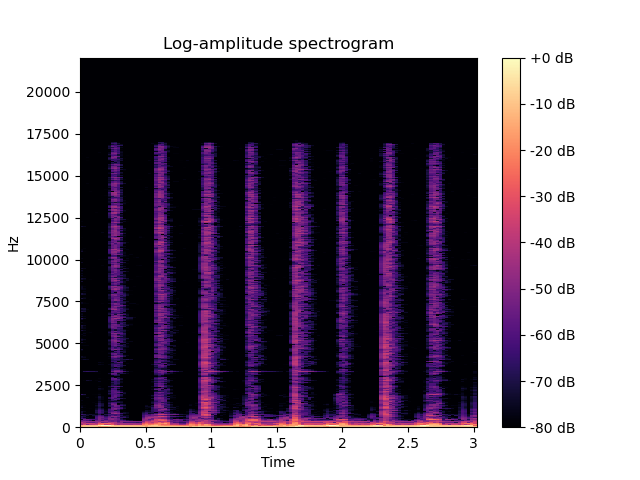 Log-amplitude spectrogram
Hz
20000
17500
15000
12500
10000
7500
5000
2500
0
0 0.5 1 1.5 2 2.5 3
Time
+0 dB
-10 dB
-20 dB
-30 dB
-40 dB
-50 dB
-60 dB
-70 dB
-80 dB